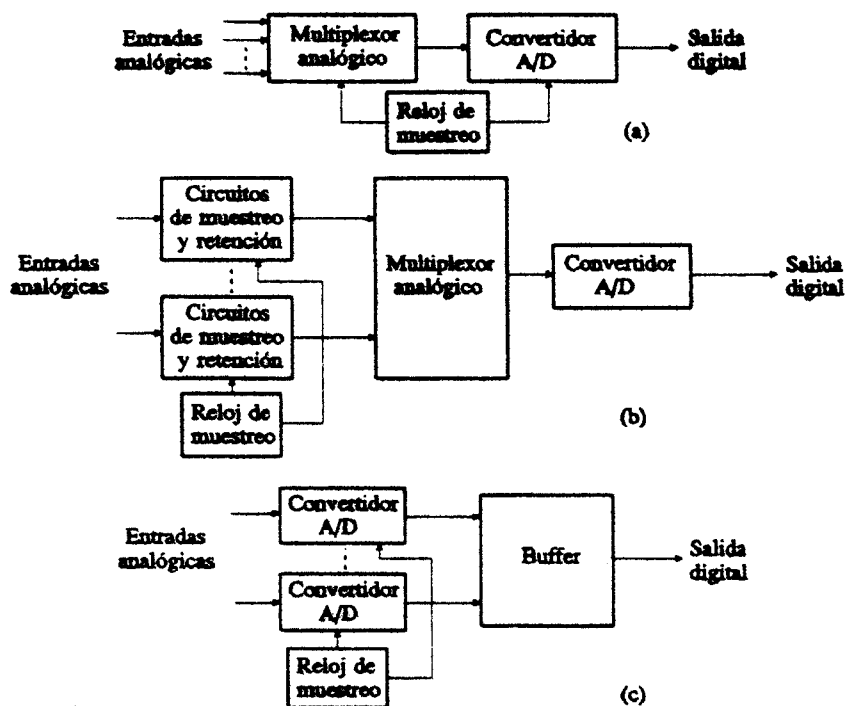 Entradas
analógicas
Multiplexor
analógico
Convertidor
A/D
Salida
digital
Reloj de
muestreo
(a)
Circuitos
de muestreo
y retención
Entradas
analógicas
Circuitos
de muestreo
y retención
Multiplexor
analógico
Convertidor
A/D
Salida
digital
Reloj de
muestreo
(b)
Convertidor
A/D
Entradas
analógicas
Convertidor
A/D
Buffer
Salida
digital
Reloj de
muestreo
(c)